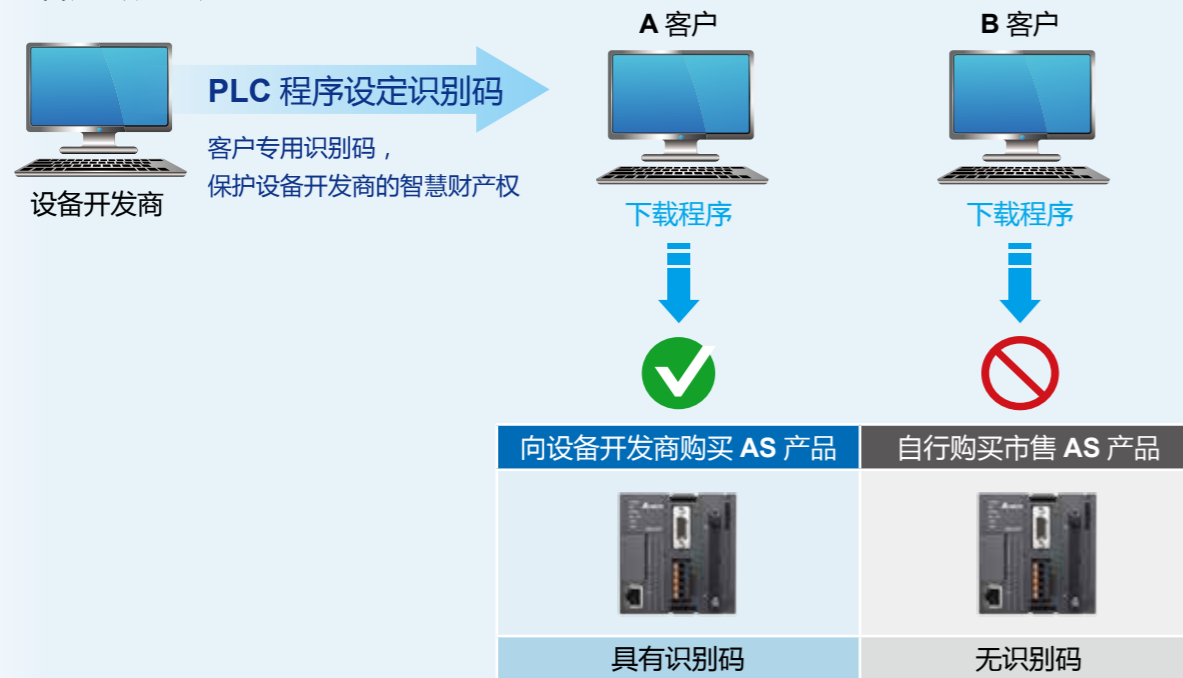 A 客户
B 客户
PLC 程序设定识别码
客户专用识别码，
保护设备开发商的智慧财产权
设备开发商
下载程序
下载程序
向设备开发商购买 AS 产品
自行购买市售 AS 产品
具有识别码
无识别码